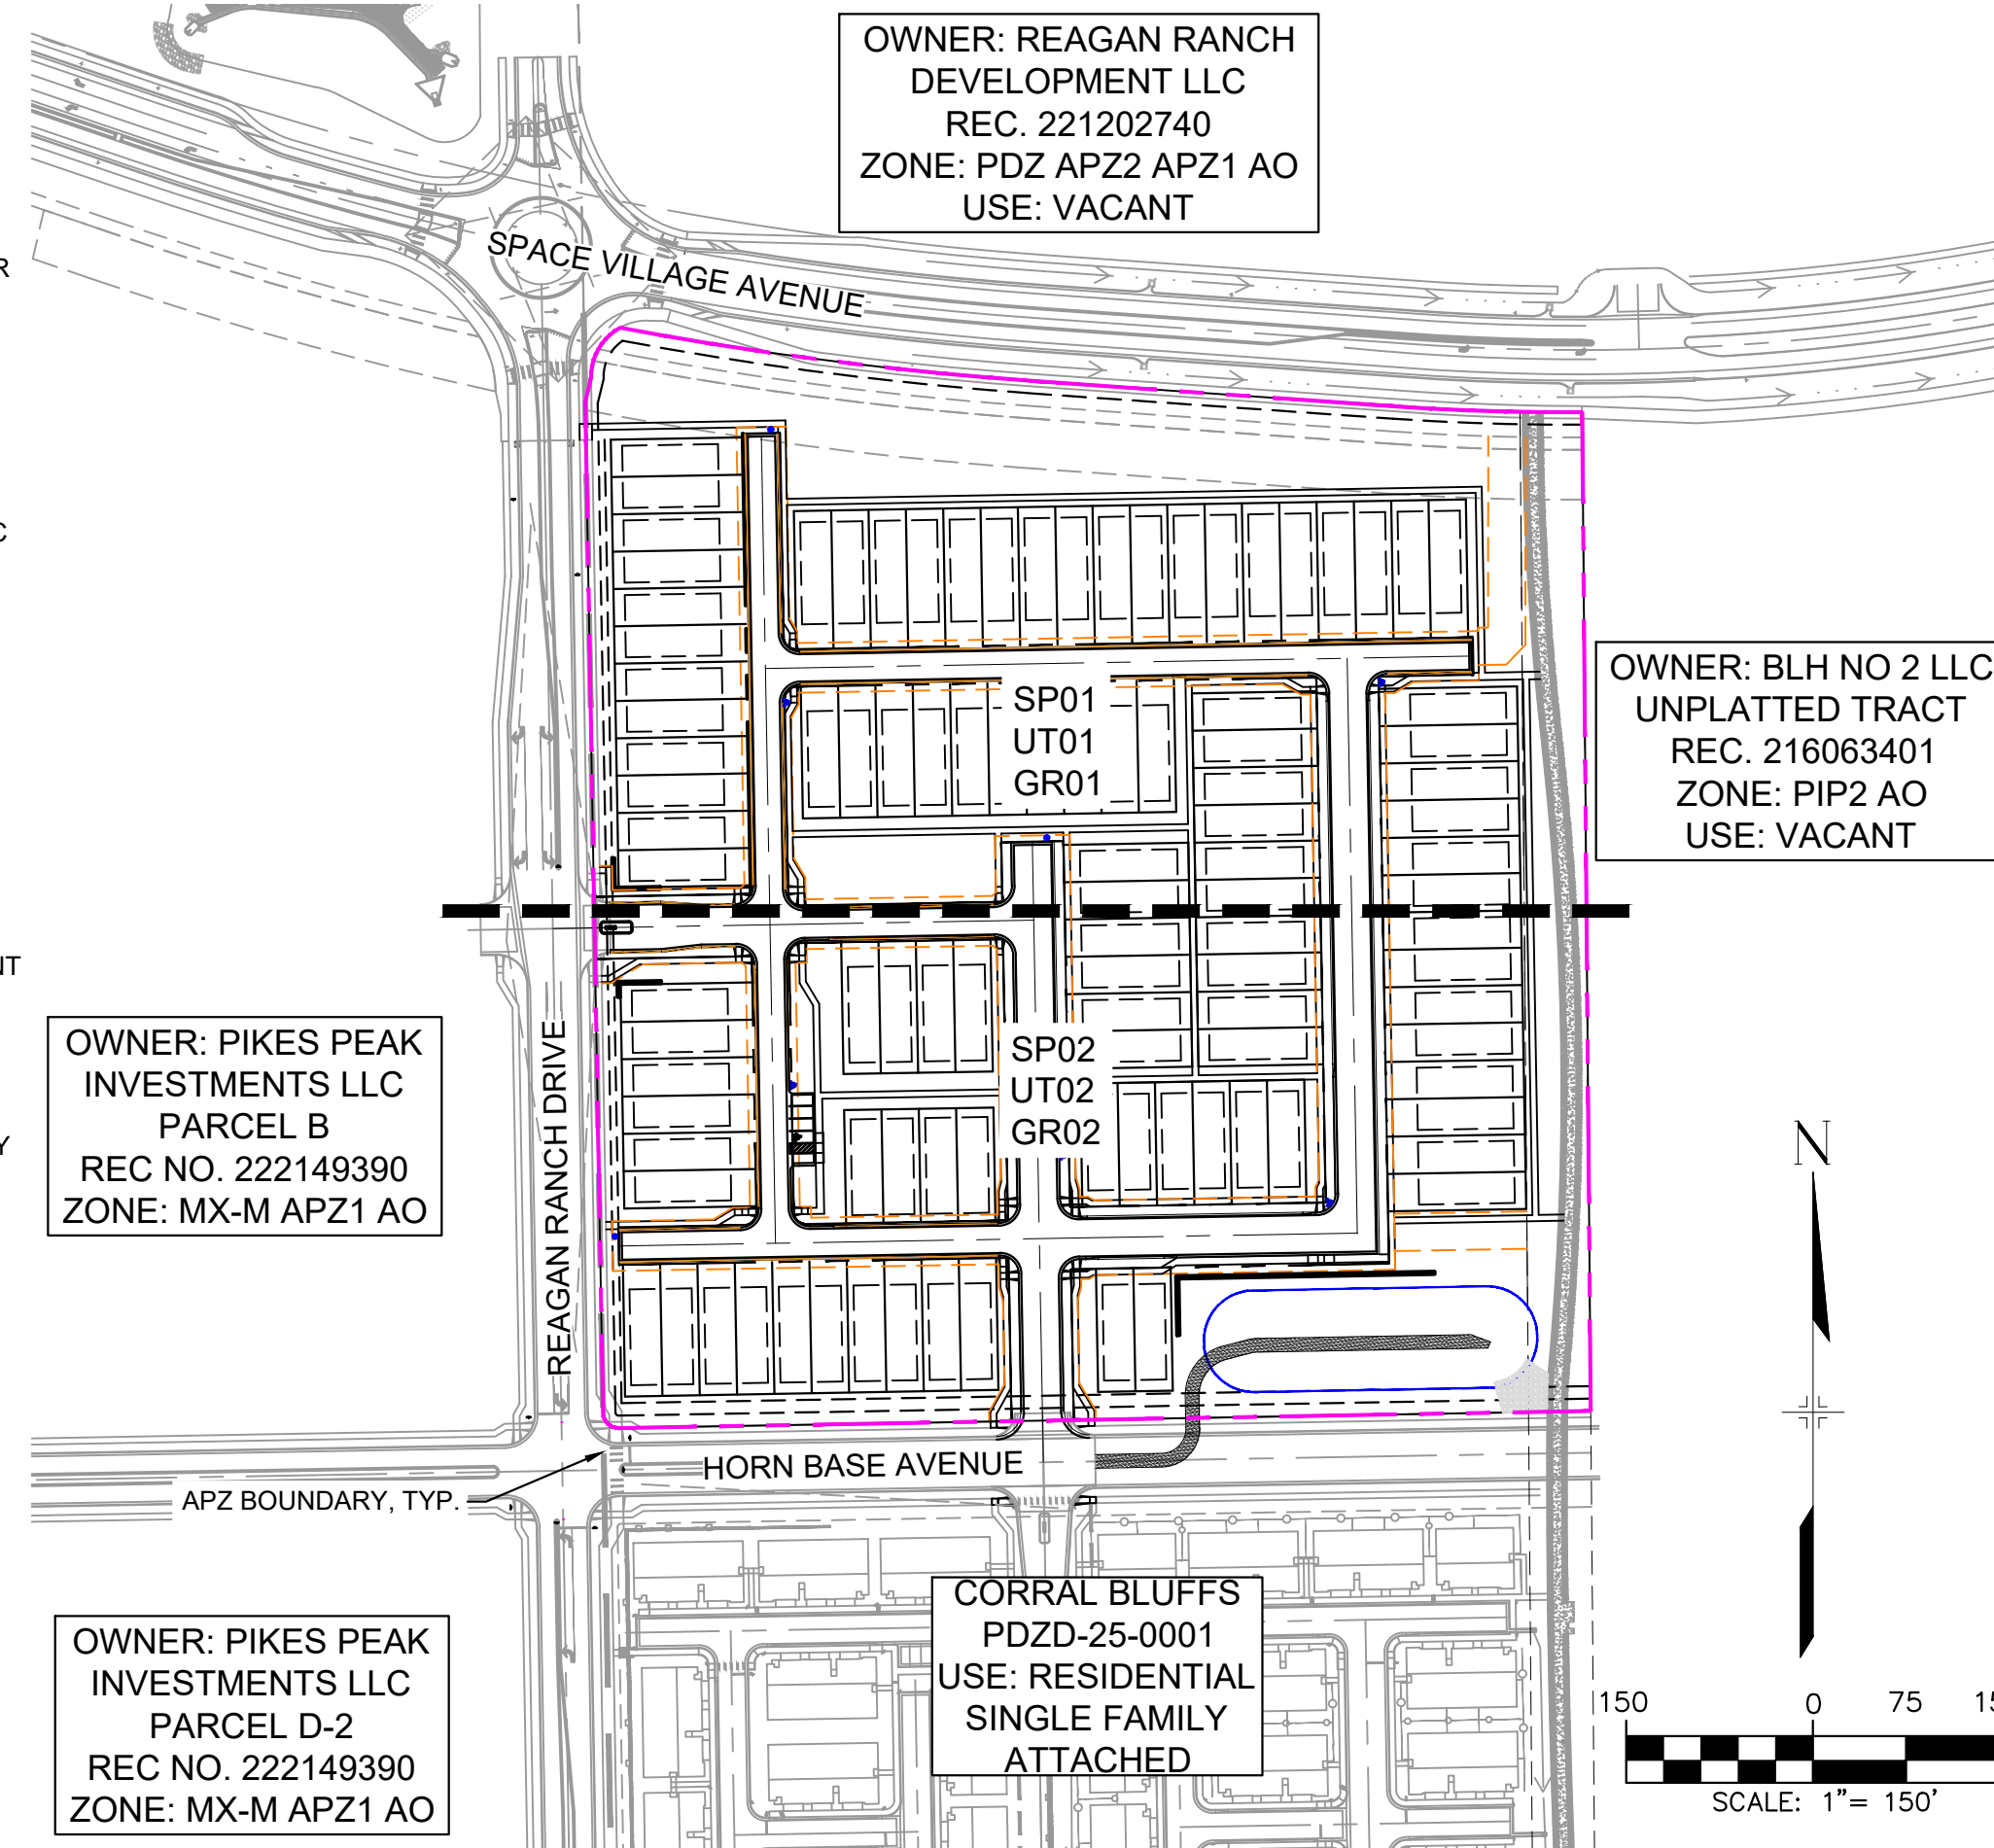 OWNER: REAGAN RANCH
DEVELOPMENT LLC
REC. 221202740
ZONE: PDZ APZ2 APZ1 AO
USE: VACANT
SPACE VILLAGE AVENUE
R
C
SP01
UT01
GR01
OWNER: BLH NO 2 LLC
UNPLATTED TRACT
REC. 216063401
ZONE: PIP2 AO
USE: VACANT
NT
Y
OWNER: PIKES PEAK
INVESTMENTS LLC
PARCEL B
REC NO. 222149390
ZONE: MX-M APZ1 AO
REAGAN RANCH DRIVE
SP02
UT02
GR02
N
HORN BASE AVENUE
APZ BOUNDARY, TYP.
OWNER: PIKES PEAK
INVESTMENTS LLC
PARCEL D-2
REC NO. 222149390
ZONE: MX-M APZ1 AO
CORRAL BLUFFS
PDZD-25-0001
USE: RESIDENTIAL
SINGLE FAMILY
ATTACHED
150 0 75 15
SCALE: 1"= 150'